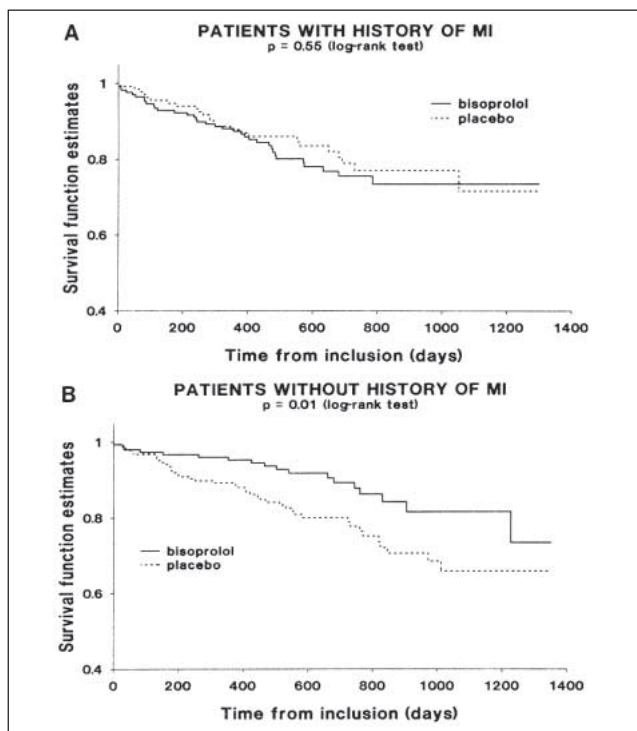 A
PATIENTS WITH HISTORY OF MI
p = 0.55 (log-rank test)
Survival function estimates
1
0.8
0.6
0.4
bisoprolol
placebo
0 200 400 600 800 1000 1200 1400
Time from inclusion (days)
B
PATIENTS WITHOUT HISTORY OF MI
p = 0.01 (log-rank test)
Survival function estimates
1
0.8
0.6
0.4
bisoprolol
placebo
0 200 400 600 800 1000 1200 1400
Time from inclusion (days)